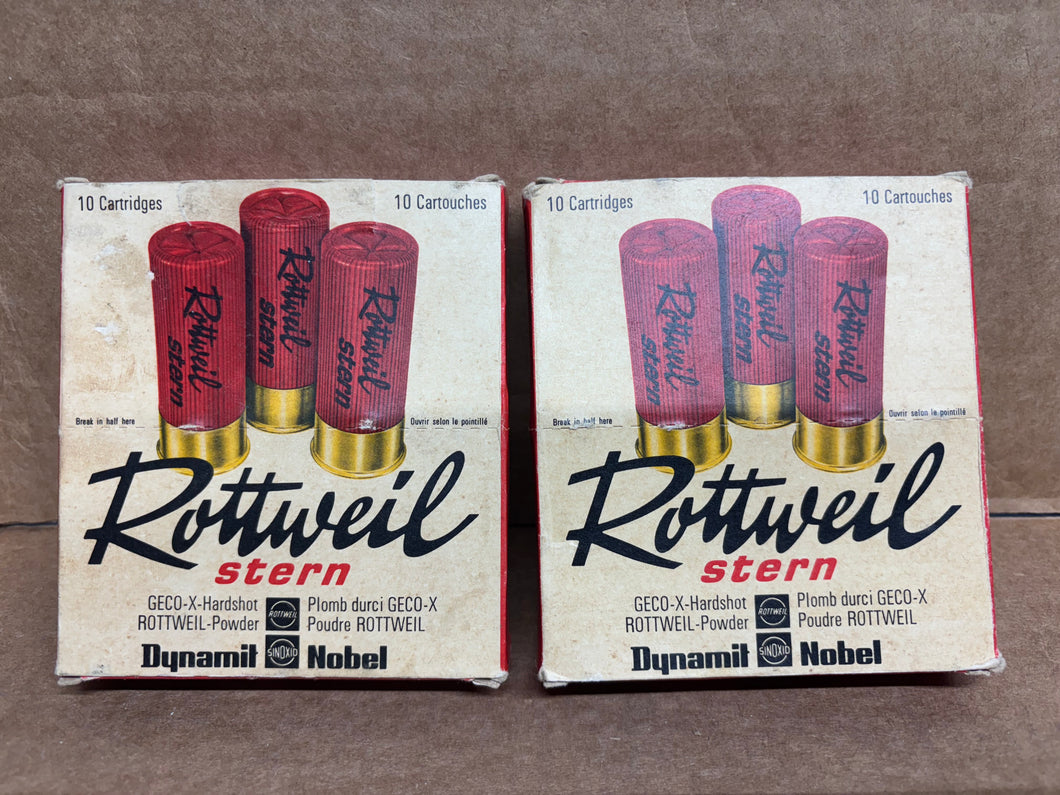 10 Cartridges 10 Cartouches
Rottweil stern
Rottweil stern
Rottweil stern
Break in half here Ouvrir selon le pointillé
Rottweil
stern
GECO-X-Hardshot ROTTWEIL Plomb durci GECO-X
ROTTWEIL-Powder Poudre ROTTWEIL
Dynamit SINOXID Nobel
10 Cartridges 10 Cartouches
Rottweil stern
Rottweil stern
Rottweil stern
Break in half here Ouvrir selon le pointillé
Rottweil
stern
GECO-X-Hardshot ROTTWEIL Plomb durci GECO-X
ROTTWEIL-Powder Poudre ROTTWEIL
Dynamit SINOXID Nobel